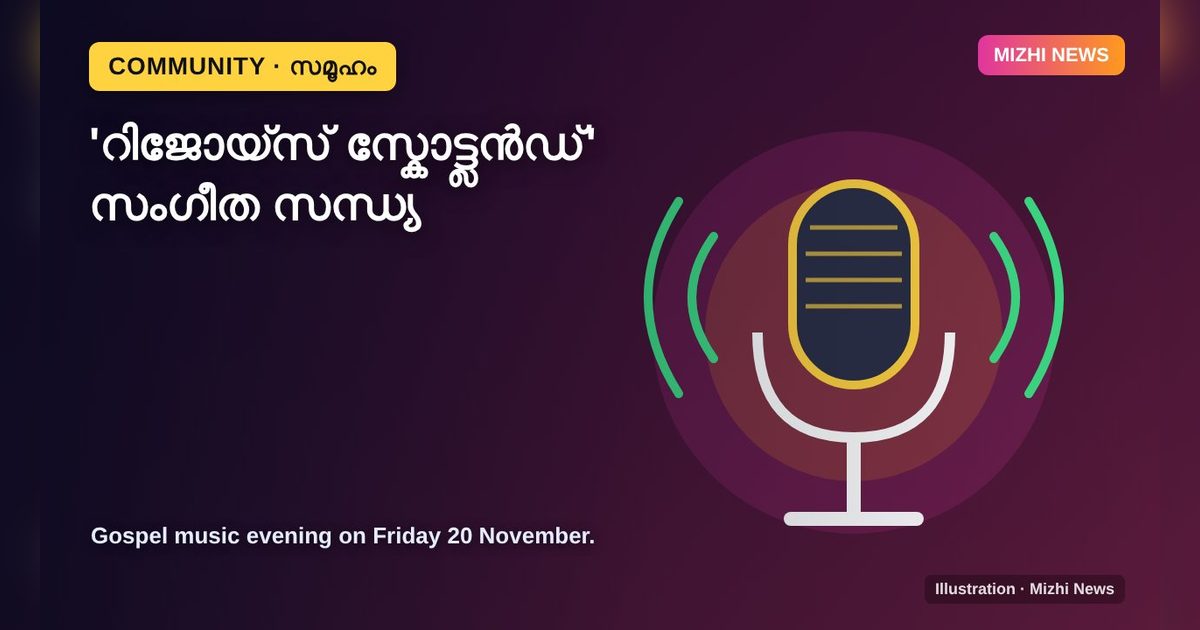 COMMUNITY · സമൂഹം
MIZHI NEWS
'റിജോയ്സ് സ്കോട്ട്ലൻഡ്'
സംഗീത സന്ധ്യ
Gospel music evening on Friday 20 November.
Illustration · Mizhi News